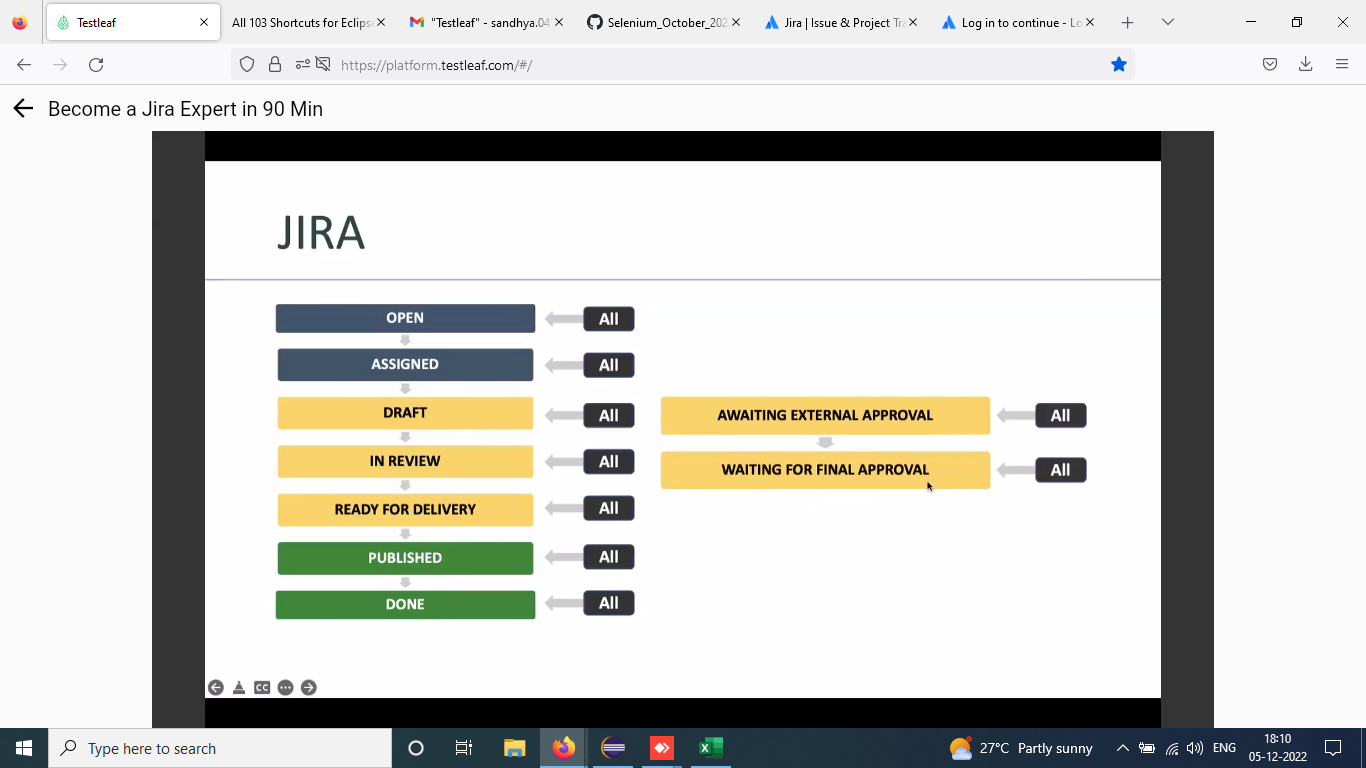 Testleaf
All 103 Shortcuts for Eclipse
"Testleaf" - sandhya.04
Selenium_October_202
Jira | Issue & Project Tra
Log in to continue - Lo
https://platform.testleaf.com/#/
Become a Jira Expert in 90 Min
JIRA
OPEN
All
ASSIGNED
All
DRAFT
All
AWAITING EXTERNAL APPROVAL
All
IN REVIEW
All
WAITING FOR FINAL APPROVAL
All
READY FOR DELIVERY
All
PUBLISHED
All
DONE
All
CC
Type here to search
27°C Partly sunny
ENG
18:10
05-12-2022